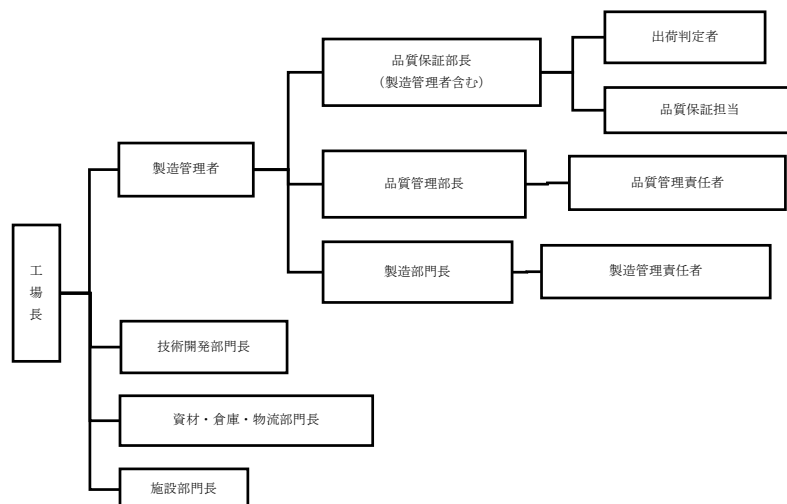 出荷判定者
品質保証部長
(製造管理者含む)
品質保証担当
製造管理者
品質管理部長
品質管理責任者
製造部門長
製造管理責任者
工場長
技術開発部門長
資材・倉庫・物流部門長
施設部門長